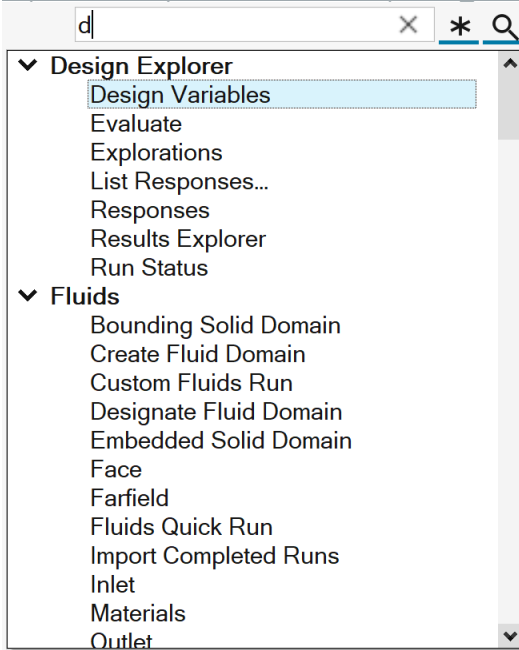 d
Design Explorer
Design Variables
Evaluate
Explorations
List Responses...
Responses
Results Explorer
Run Status
Fluids
Bounding Solid Domain
Create Fluid Domain
Custom Fluids Run
Designate Fluid Domain
Embedded Solid Domain
Face
Farfield
Fluids Quick Run
Import Completed Runs
Inlet
Materials
Outlet